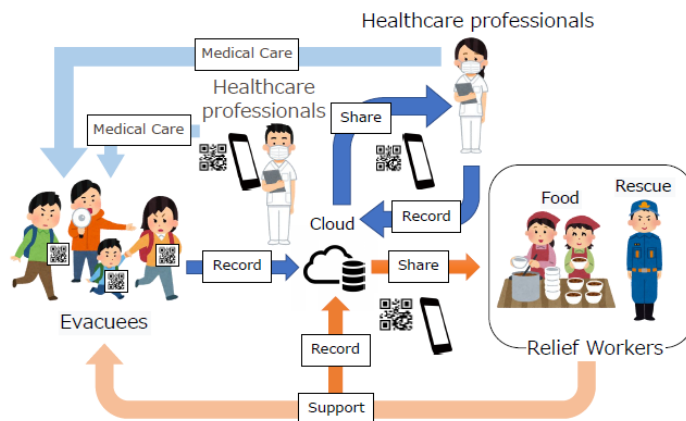 Healthcare professionals
Medical Care
Healthcare
professionals
Share
Medical Care
Food
Rescue
Cloud
Record
Record
Share
Evacuees
Record
Relief Workers
Support